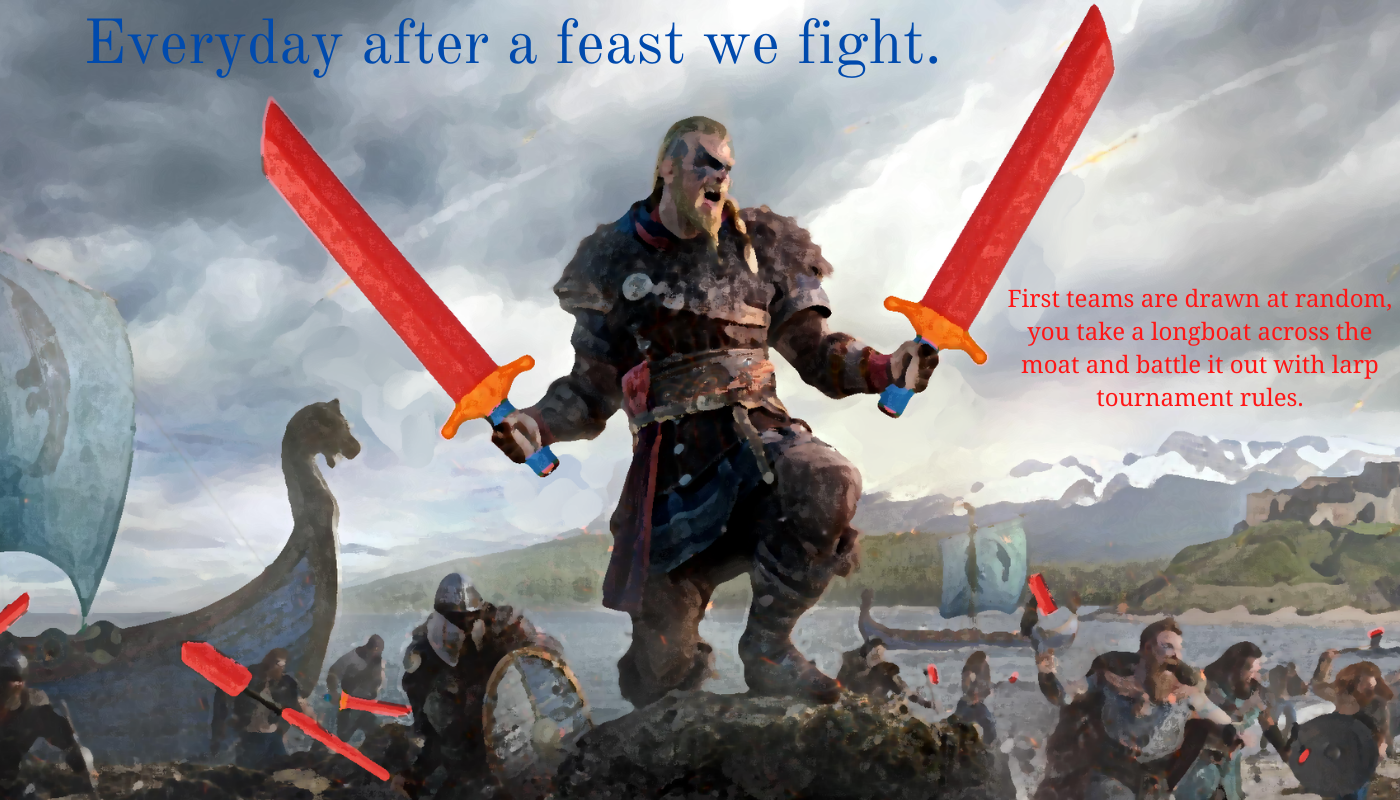 Everyday after a feast we fight.
First teams are drawn at random,
you take a longboat across the
moat and battle it out with larp
tournament rules.